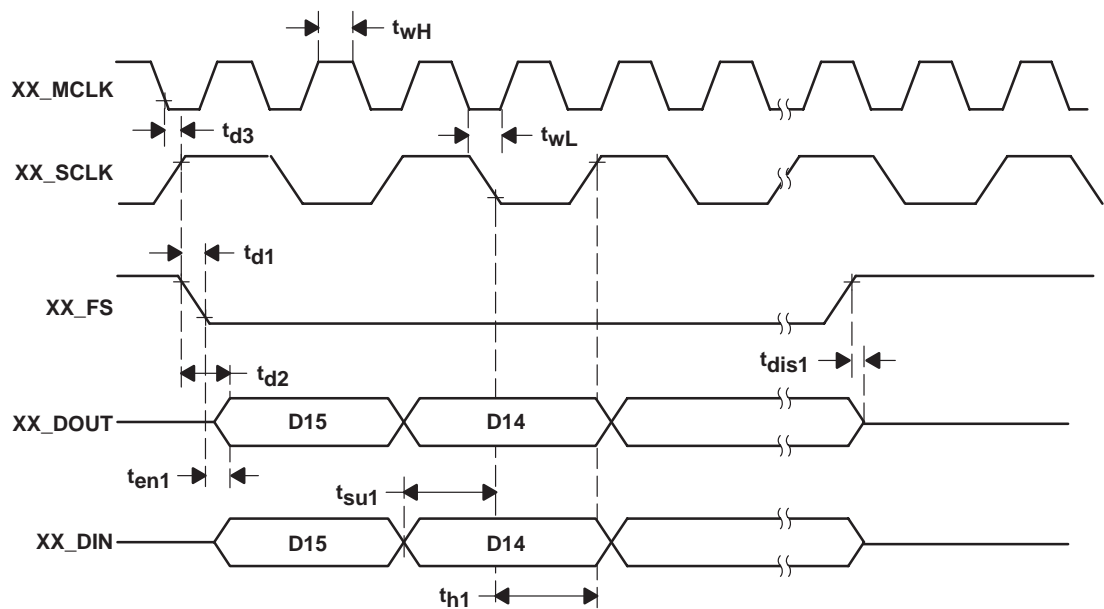 twH
XX_MCLK
td3
twL
XX_SCLK
td1
XX_FS
tdis1
td2
XX_DOUT
D15
D14
ten1
tsu1
XX_DIN
D15
D14
th1